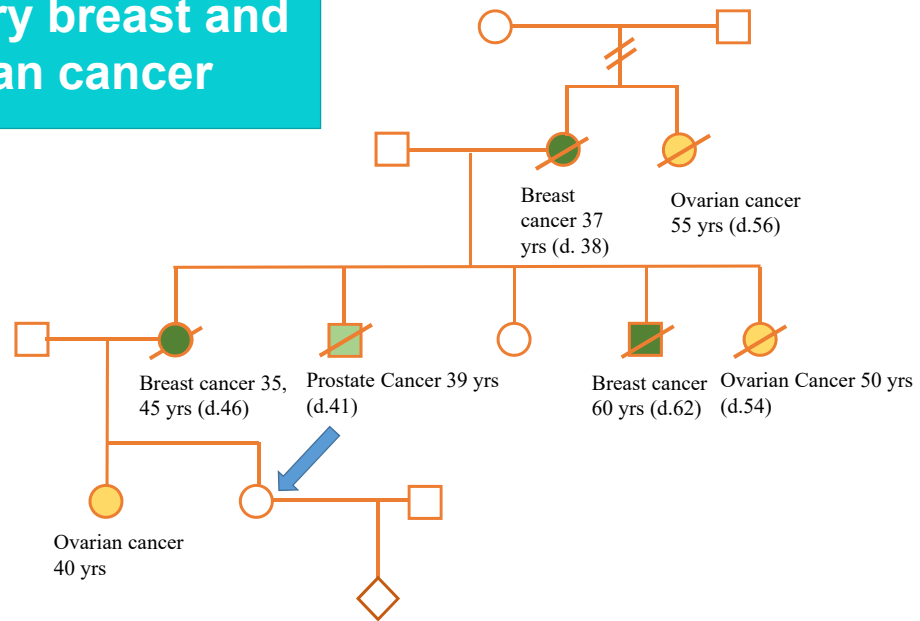 ry breast and
an cancer
Breast
cancer 37
yrs (d. 38)
Ovarian cancer
55 yrs (d.56)
Breast cancer 35,
45 yrs (d.46)
Prostate Cancer 39 yrs
(d.41)
Breast cancer
60 yrs (d.62)
Ovarian Cancer 50 yrs
(d.54)
Ovarian cancer
40 yrs